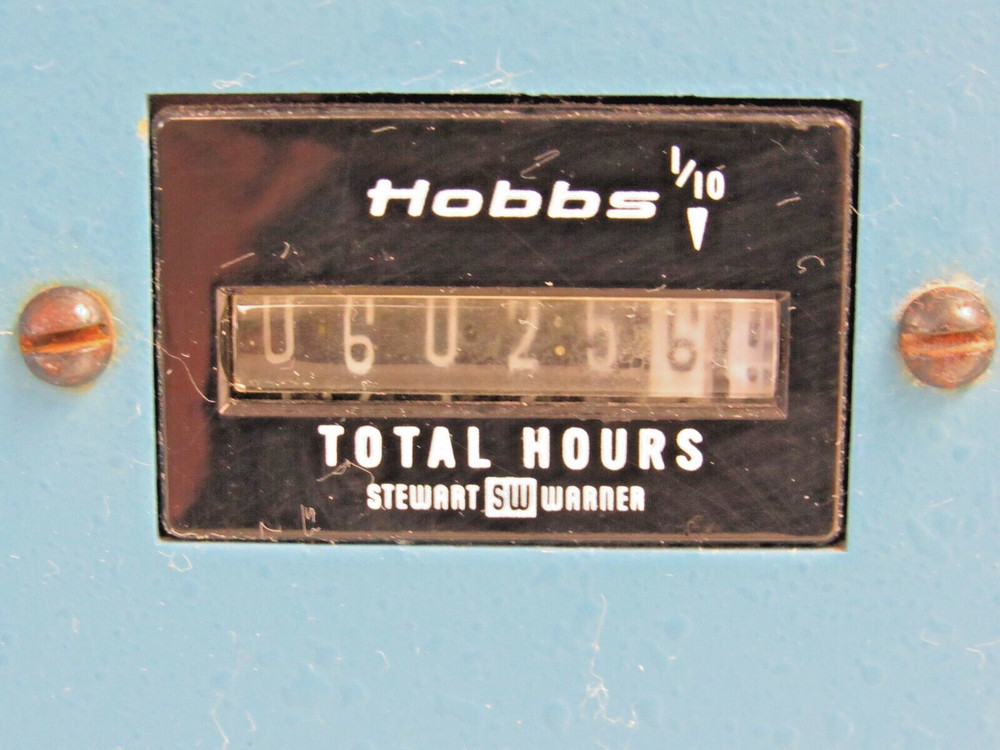 Hobbs 1/10
060256
TOTAL HOURS
STEWART SW WARNER